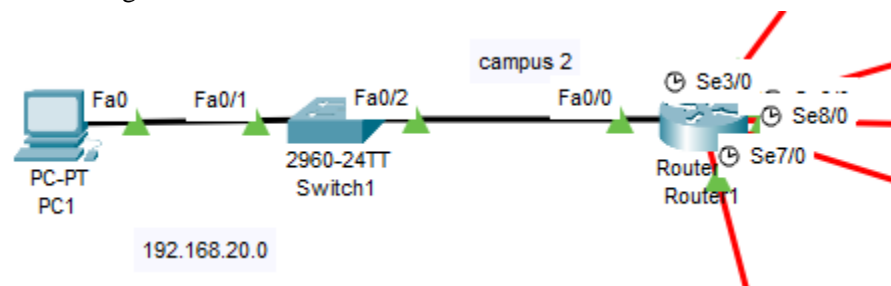 campus 2
Se3/0
Fa0 Fa0/1 Fa0/2 Fa0/0 Se8/0
Se7/0
PC-PT 2960-24TT Router
PC1 Switch1 Router1
192.168.20.0